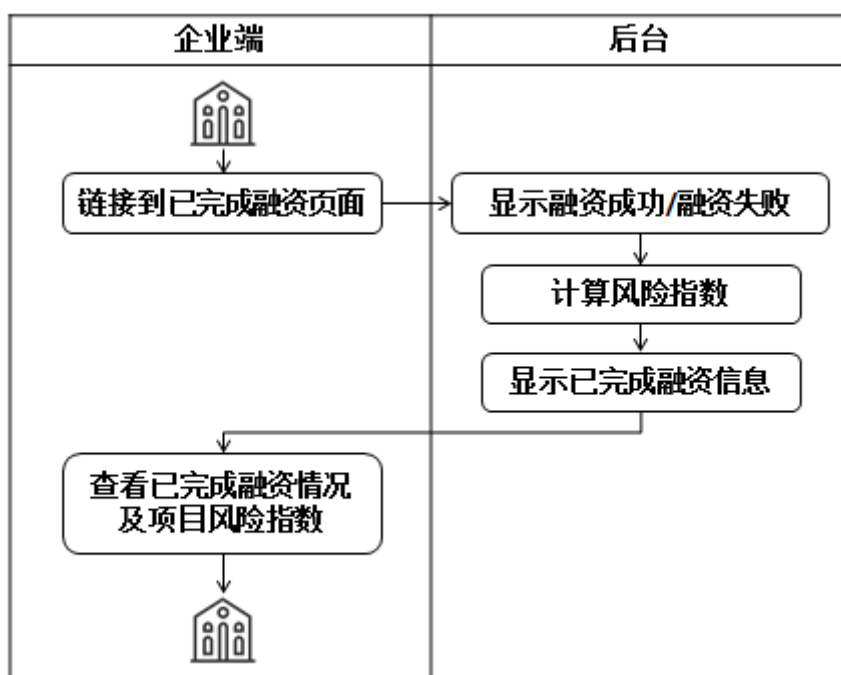 企业端
后台
链接到已完成融资页面
显示融资成功/融资失败
计算风险指数
显示已完成融资信息
查看已完成融资情况
及项目风险指数